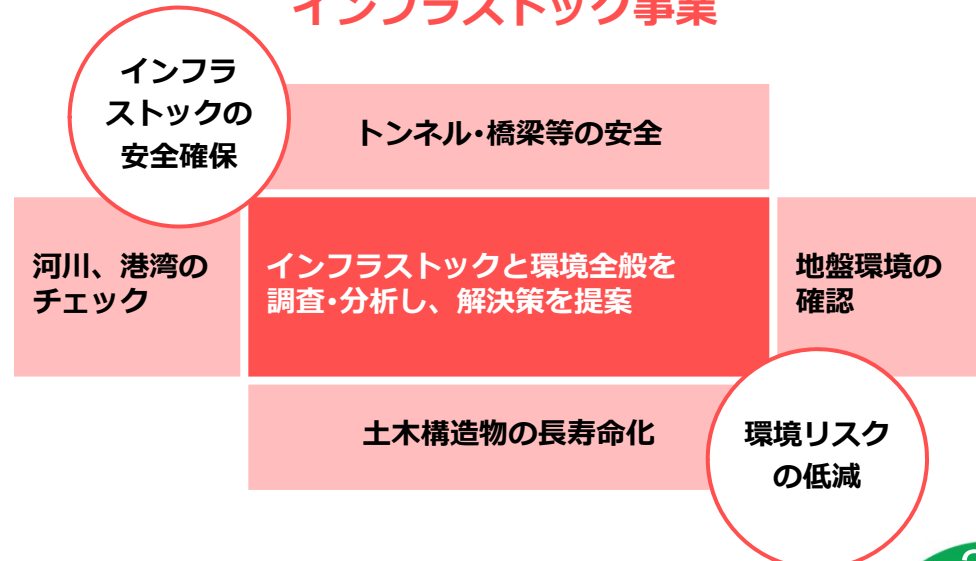 インフラストック事業
インフラ
ストックの
安全確保
トンネル・橋梁等の安全
河川、港湾の
チェック
インフラストックと環境全般を
調査・分析し、解決策を提案
地盤環境の
確認
土木構造物の長寿命化
環境リスク
の低減